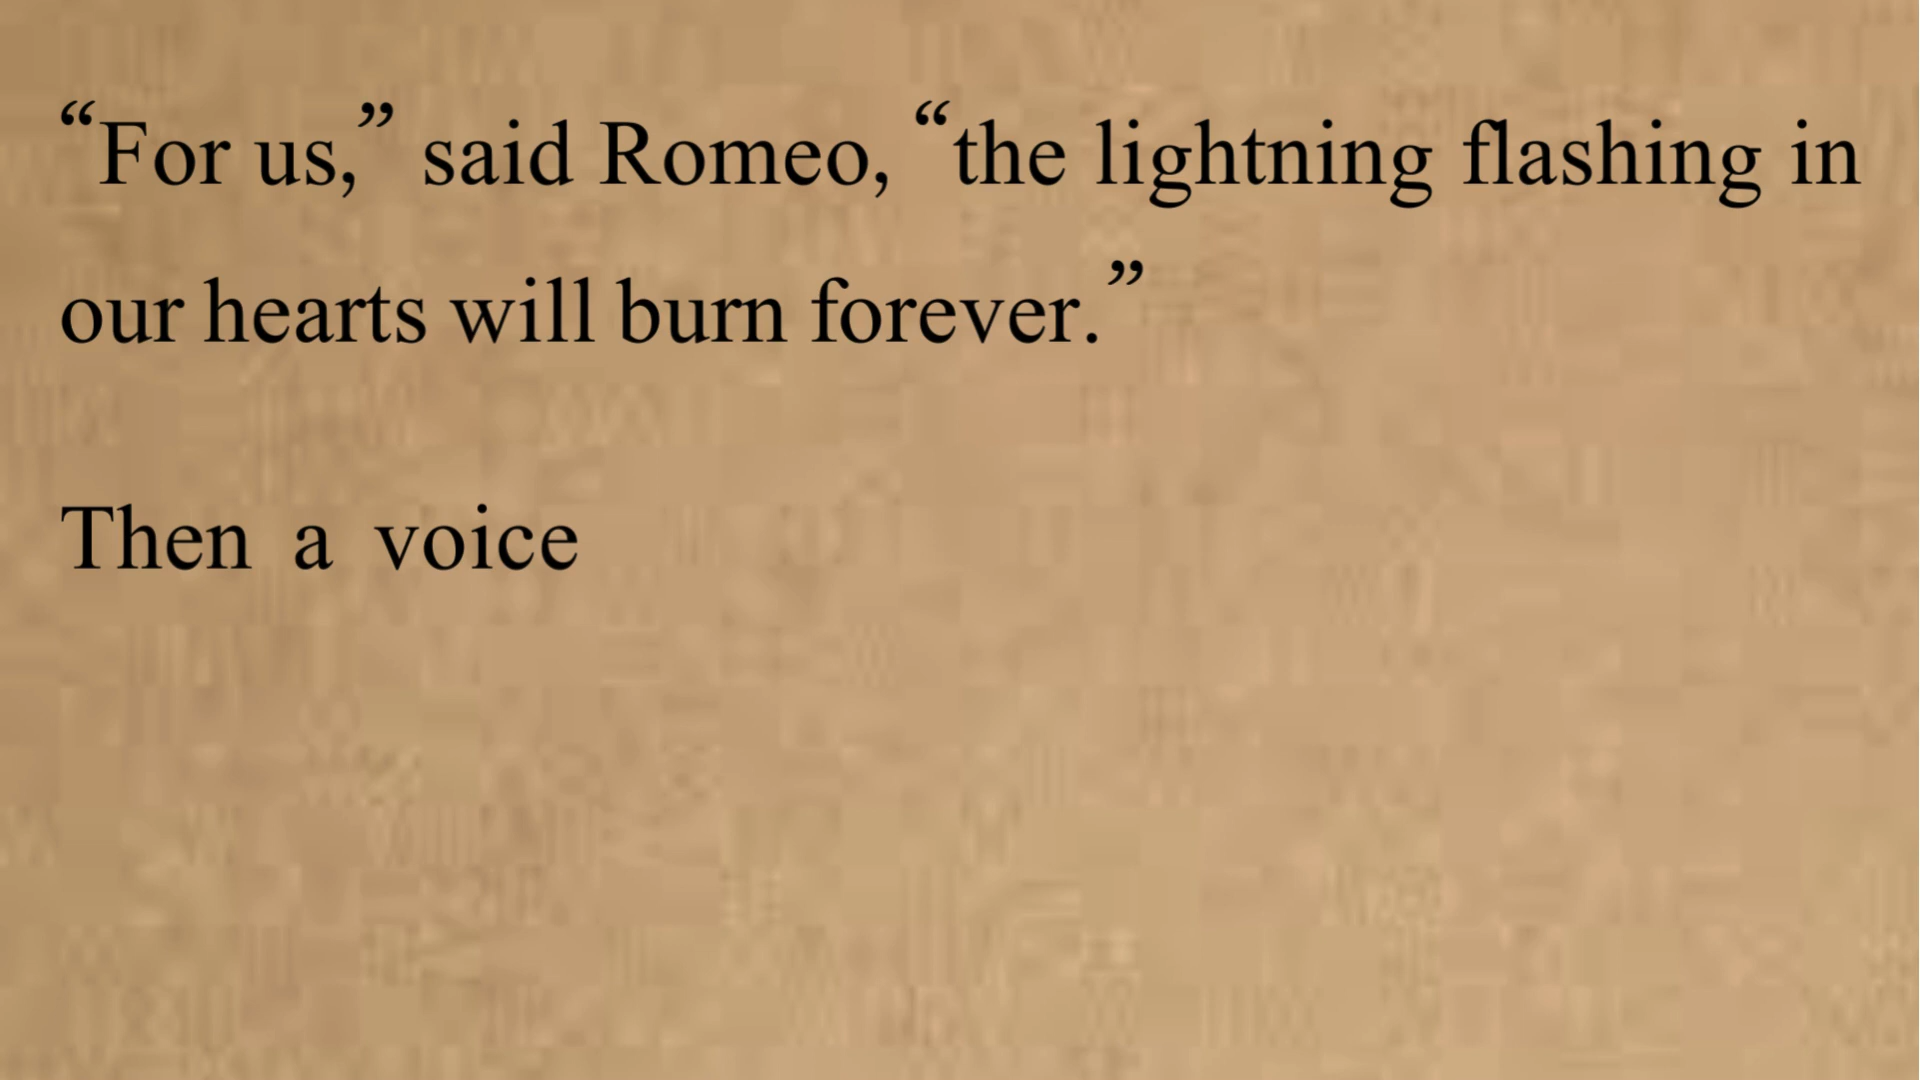 “For us,” said Romeo, “the lightning flashing in
our hearts will burn forever.”
Then a voice